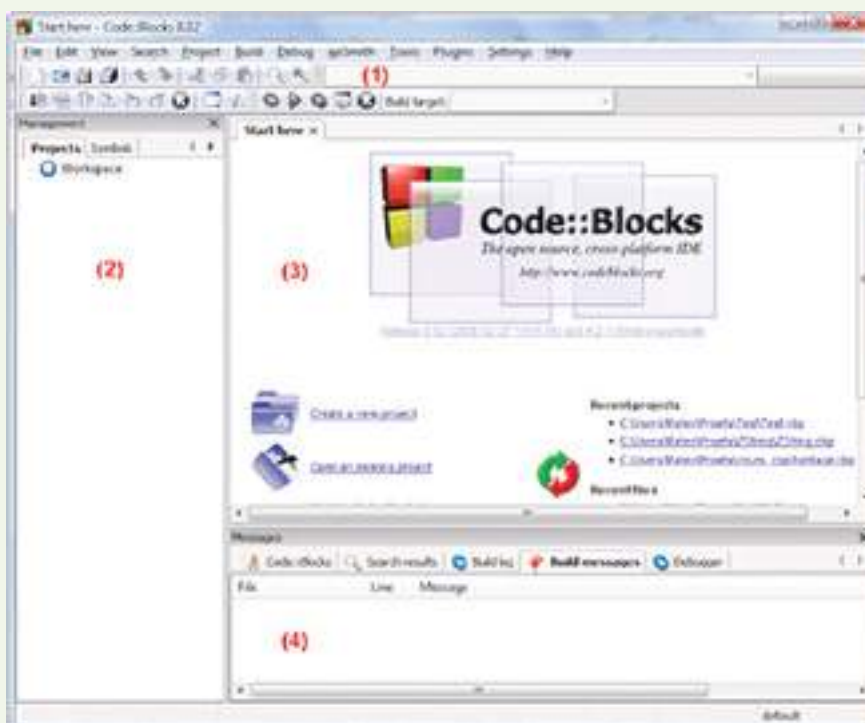 Start here - Code::Blocks 8.02
File Edit View Search Project Build Debug wxSmith Tools Plugins Settings Help
(1)
Build target:
Management
Projects Symbols
Workspace
(2)
Start here
Code::Blocks
The open source, cross-platform IDE
http://www.codeblocks.org
(3)
Create a new project
Open an existing project
Recent projects
Recent files
Messages
Code::Blocks Search results Build log Build messages Debugger
File Line Message
(4)
default